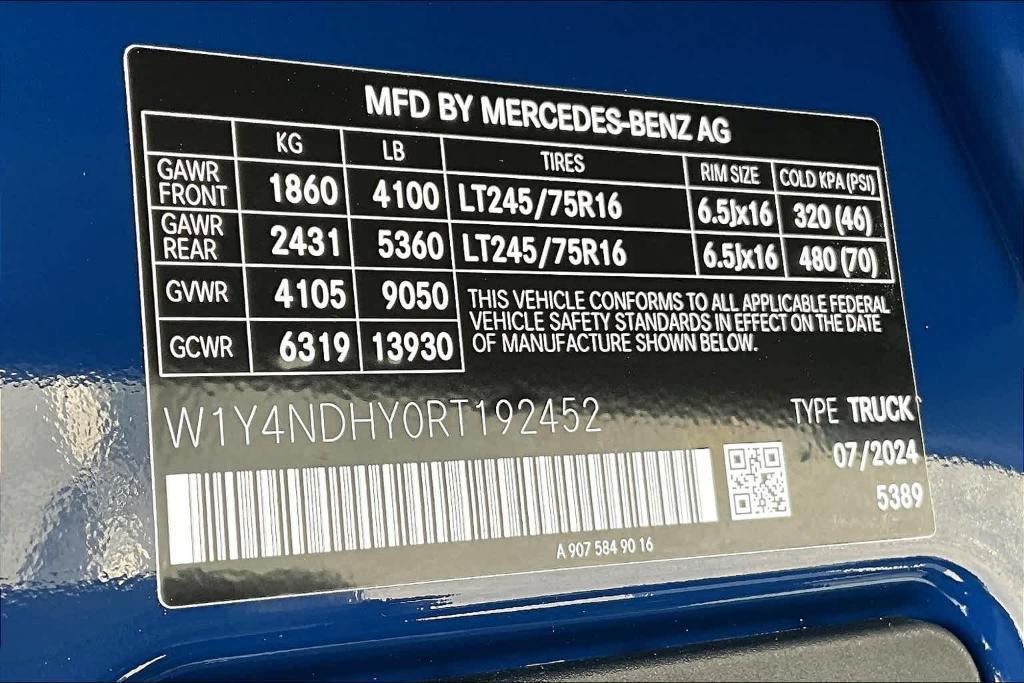 MFD BY MERCEDES-BENZ AG
KG LB TIRES RIM SIZE COLD KPA (PSI)
GAWR FRONT 1860 4100 LT245/75R16 6.5Jx16 320 (46)
GAWR REAR 2431 5360 LT245/75R16 6.5Jx16 480 (70)
GVWR 4105 9050
GCWR 6319 13930
THIS VEHICLE CONFORMS TO ALL APPLICABLE FEDERAL
VEHICLE SAFETY STANDARDS IN EFFECT ON THE DATE
OF MANUFACTURE SHOWN BELOW.
W1Y4NDHY0RT192452
TYPE TRUCK
07/2024
5389
A 907 584 90 16